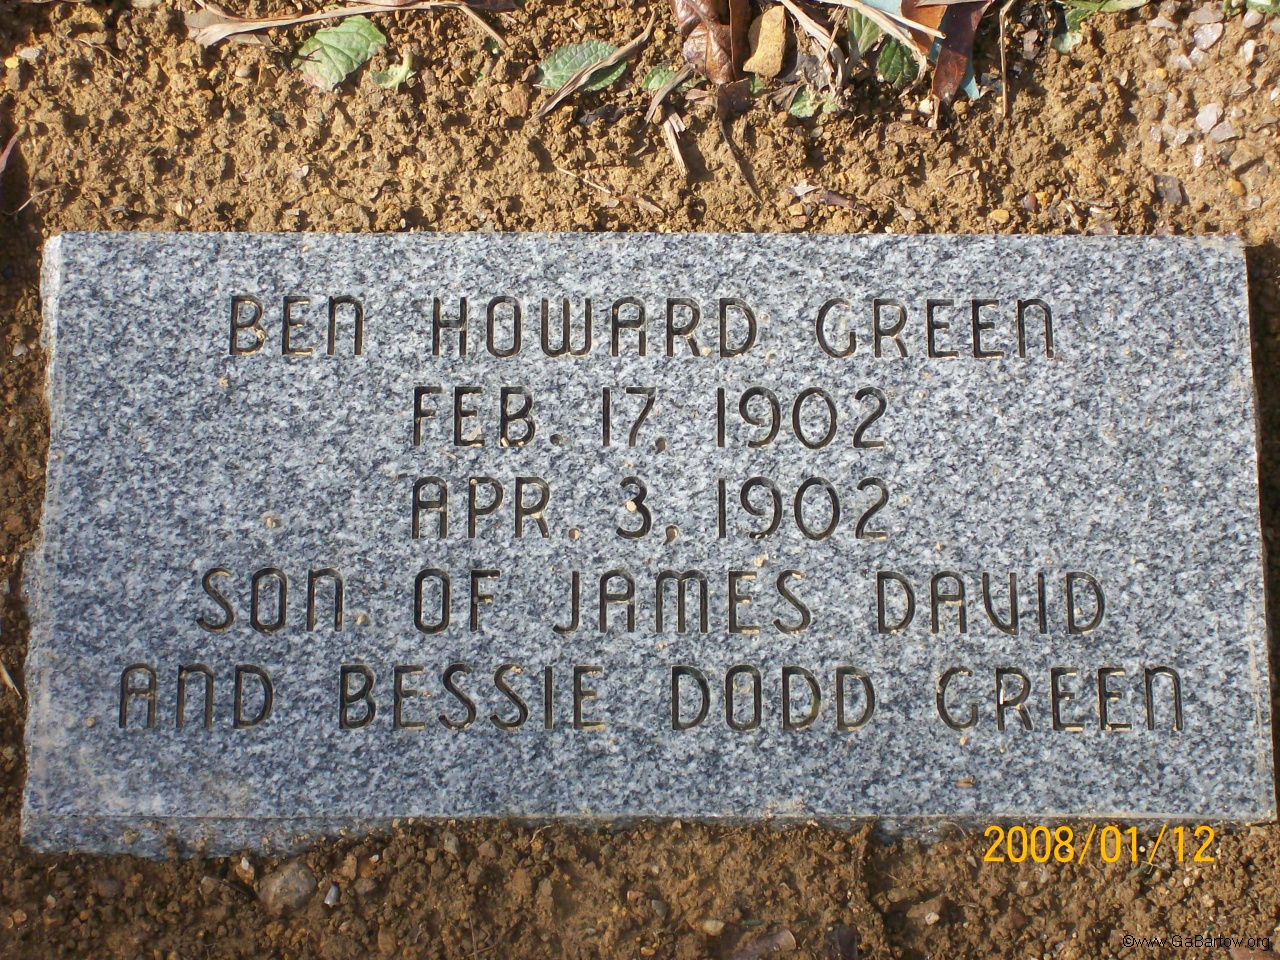 BEN HOWARD GREEN
FEB. 17, 1902
APR. 3, 1902
SON OF JAMES DAVID
AND BESSIE DODD GREEN
2008/01/12
©www.GaBartow.org